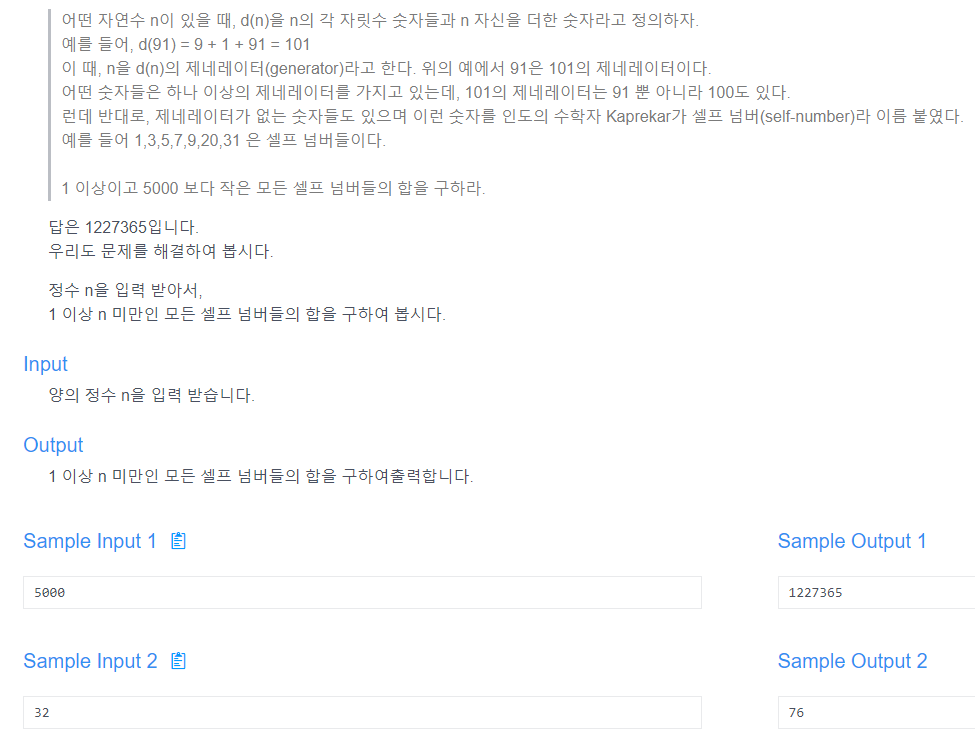 어떤 자연수 n이 있을 때, d(n)을 n의 각 자릿수 숫자들과 n 자신을 더한 숫자라고 정의하자.
예를 들어, d(91) = 9 + 1 + 91 = 101
이 때, n을 d(n)의 제네레이터(generator)라고 한다. 위의 예에서 91은 101의 제네레이터이다.
어떤 숫자들은 하나 이상의 제네레이터를 가지고 있는데, 101의 제네레이터는 91 뿐 아니라 100도 있다.
런데 반대로, 제네레이터가 없는 숫자들도 있으며 이런 숫자를 인도의 수학자 Kaprekar가 셀프 넘버(self-number)라 이름 붙였다.
예를 들어 1,3,5,7,9,20,31 은 셀프 넘버들이다.
1 이상이고 5000 보다 작은 모든 셀프 넘버들의 합을 구하라.
답은 1227365입니다.
우리도 문제를 해결하여 봅시다.
정수 n을 입력 받아서,
1 이상 n 미만인 모든 셀프 넘버들의 합을 구하여 봅시다.
Input
양의 정수 n을 입력 받습니다.
Output
1 이상 n 미만인 모든 셀프 넘버들의 합을 구하여출력합니다.
Sample Input 1
Sample Output 1
5000
1227365
Sample Input 2
Sample Output 2
32
76